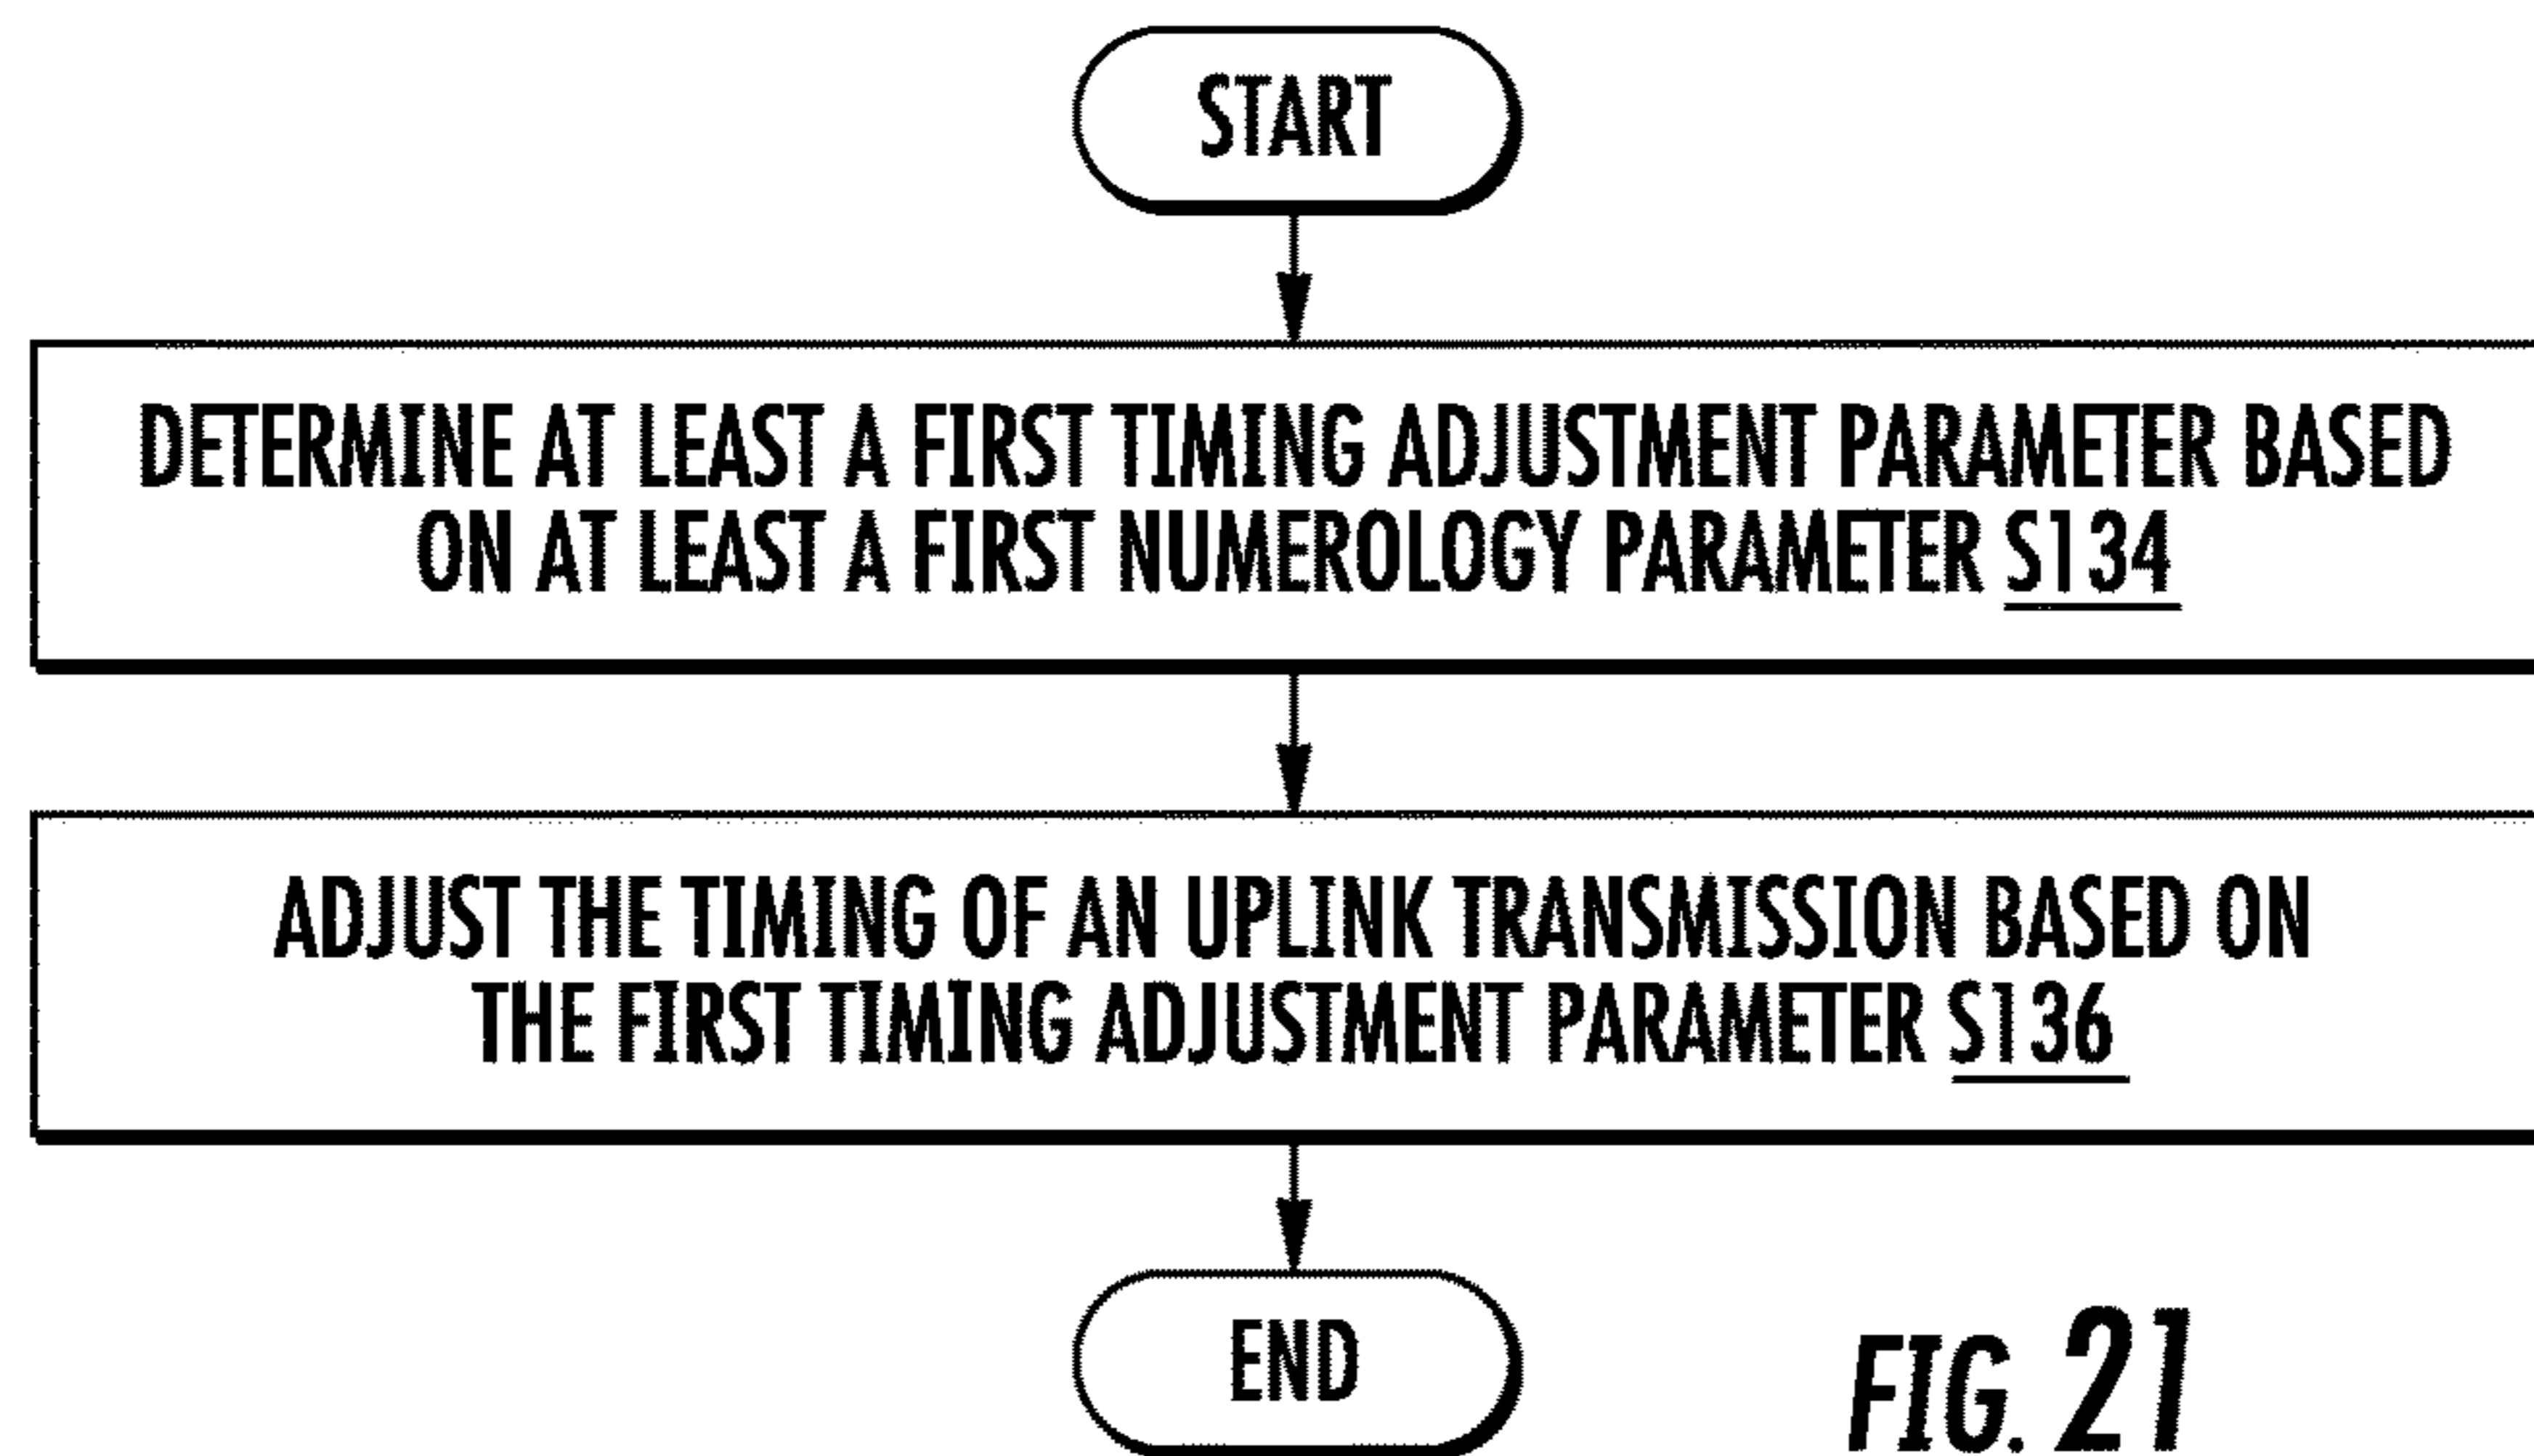 START
DETERMINE AT LEAST A FIRST TIMING ADJUSTMENT PARAMETER BASED
ON AT LEAST A FIRST NUMEROLOGY PARAMETER S134
ADJUST THE TIMING OF AN UPLINK TRANSMISSION BASED ON
THE FIRST TIMING ADJUSTMENT PARAMETER S136
END
FIG. 21